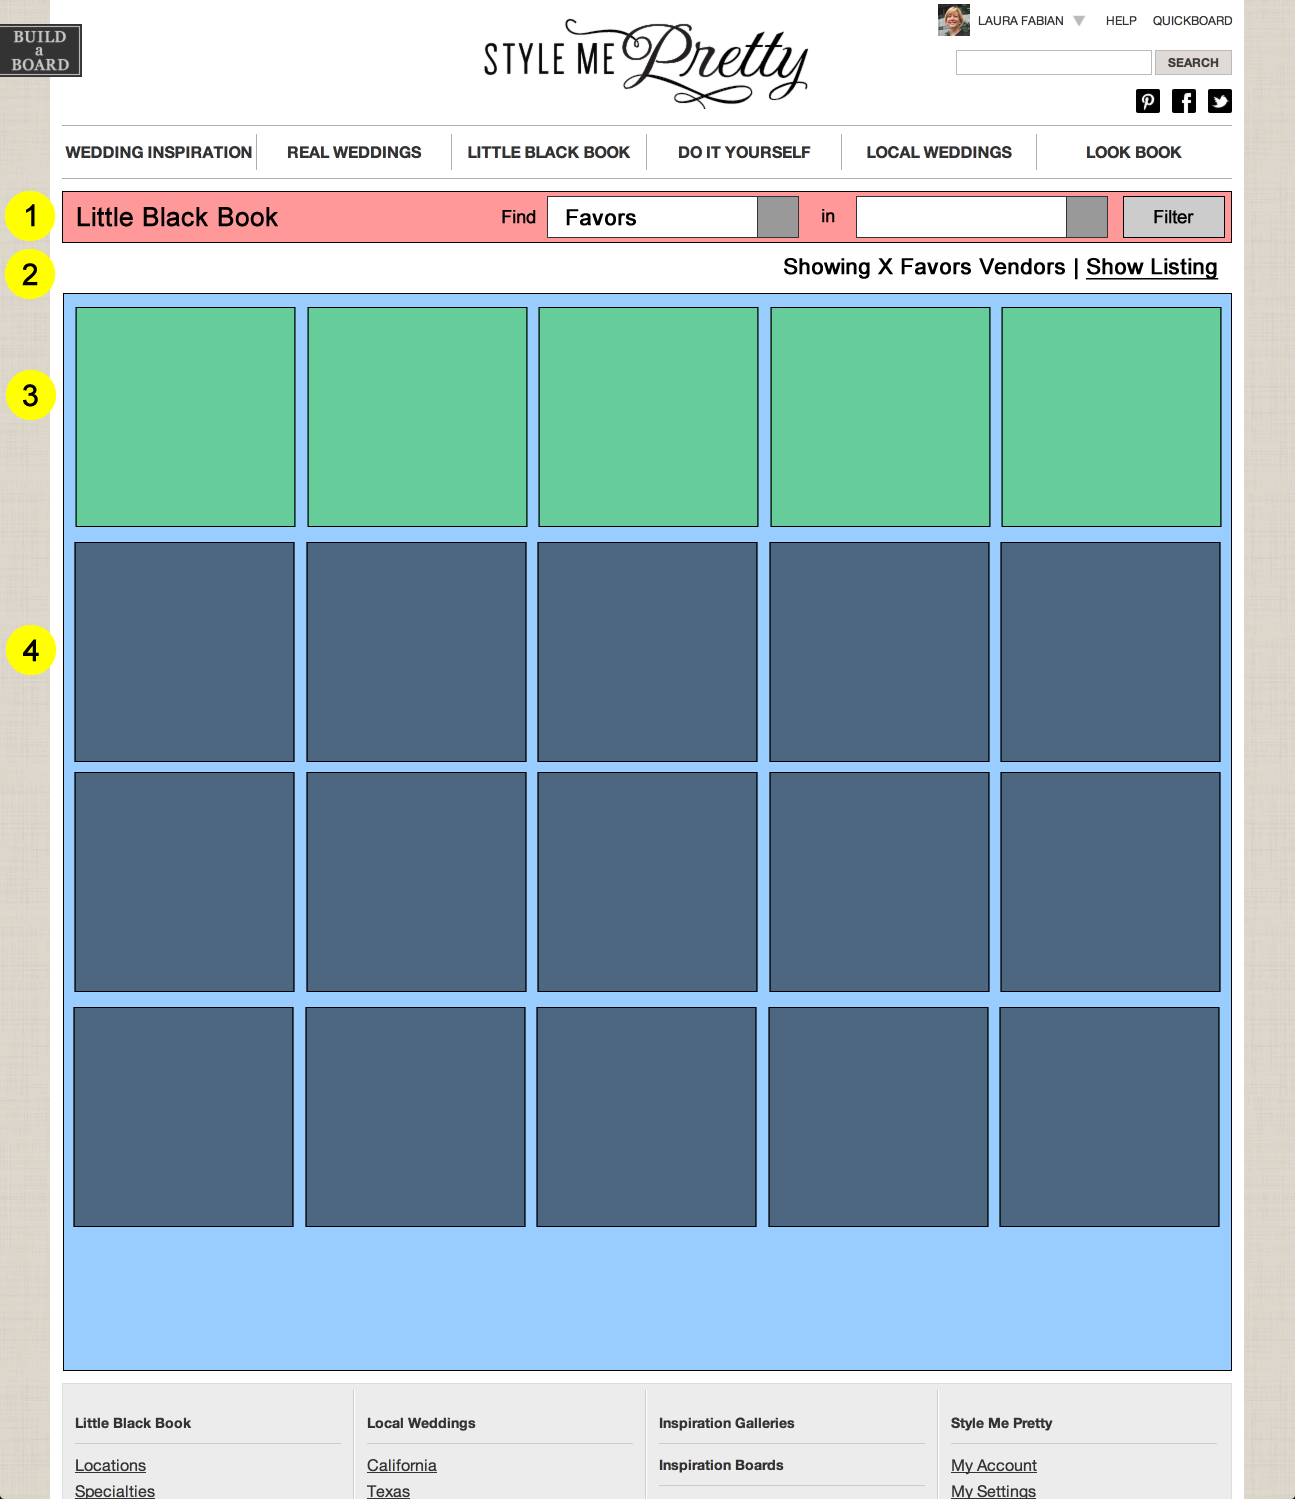 BUILD
a
BOARD
STYLE ME Pretty
LAURA FABIAN HELP QUICKBOARD
SEARCH
WEDDING INSPIRATION REAL WEDDINGS LITTLE BLACK BOOK DO IT YOURSELF LOCAL WEDDINGS LOOK BOOK
1 Little Black Book Find Favors in Filter
2 Showing X Favors Vendors | Show Listing
3
4
Little Black Book Local Weddings Inspiration Galleries Style Me Pretty
Locations California Inspiration Boards My Account
Specialties Texas My Settings